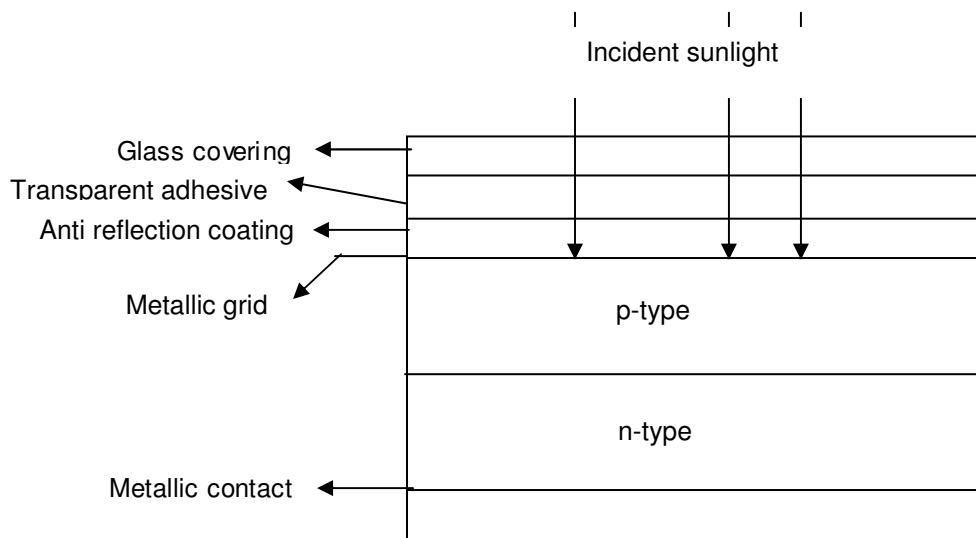 Incident sunlight
Glass covering
Transparent adhesive
Anti reflection coating
Metallic grid
p-type
n-type
Metallic contact